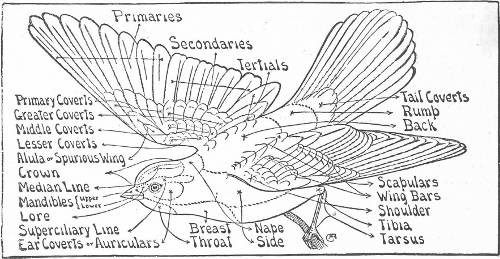 Primaries
Secondaries
Tertials
Primary Coverts
Greater Coverts
Middle Coverts
Lesser Coverts
Alula or Spurious Wing
Crown
Median Line
Mandibles { Upper Lower
Lore
Superciliary Line
Ear Coverts or Auriculars
Breast
Throat
Nape
Side
Tail Coverts
Rump
Back
Scapulars
Wing Bars
Shoulder
Tibia
Tarsus